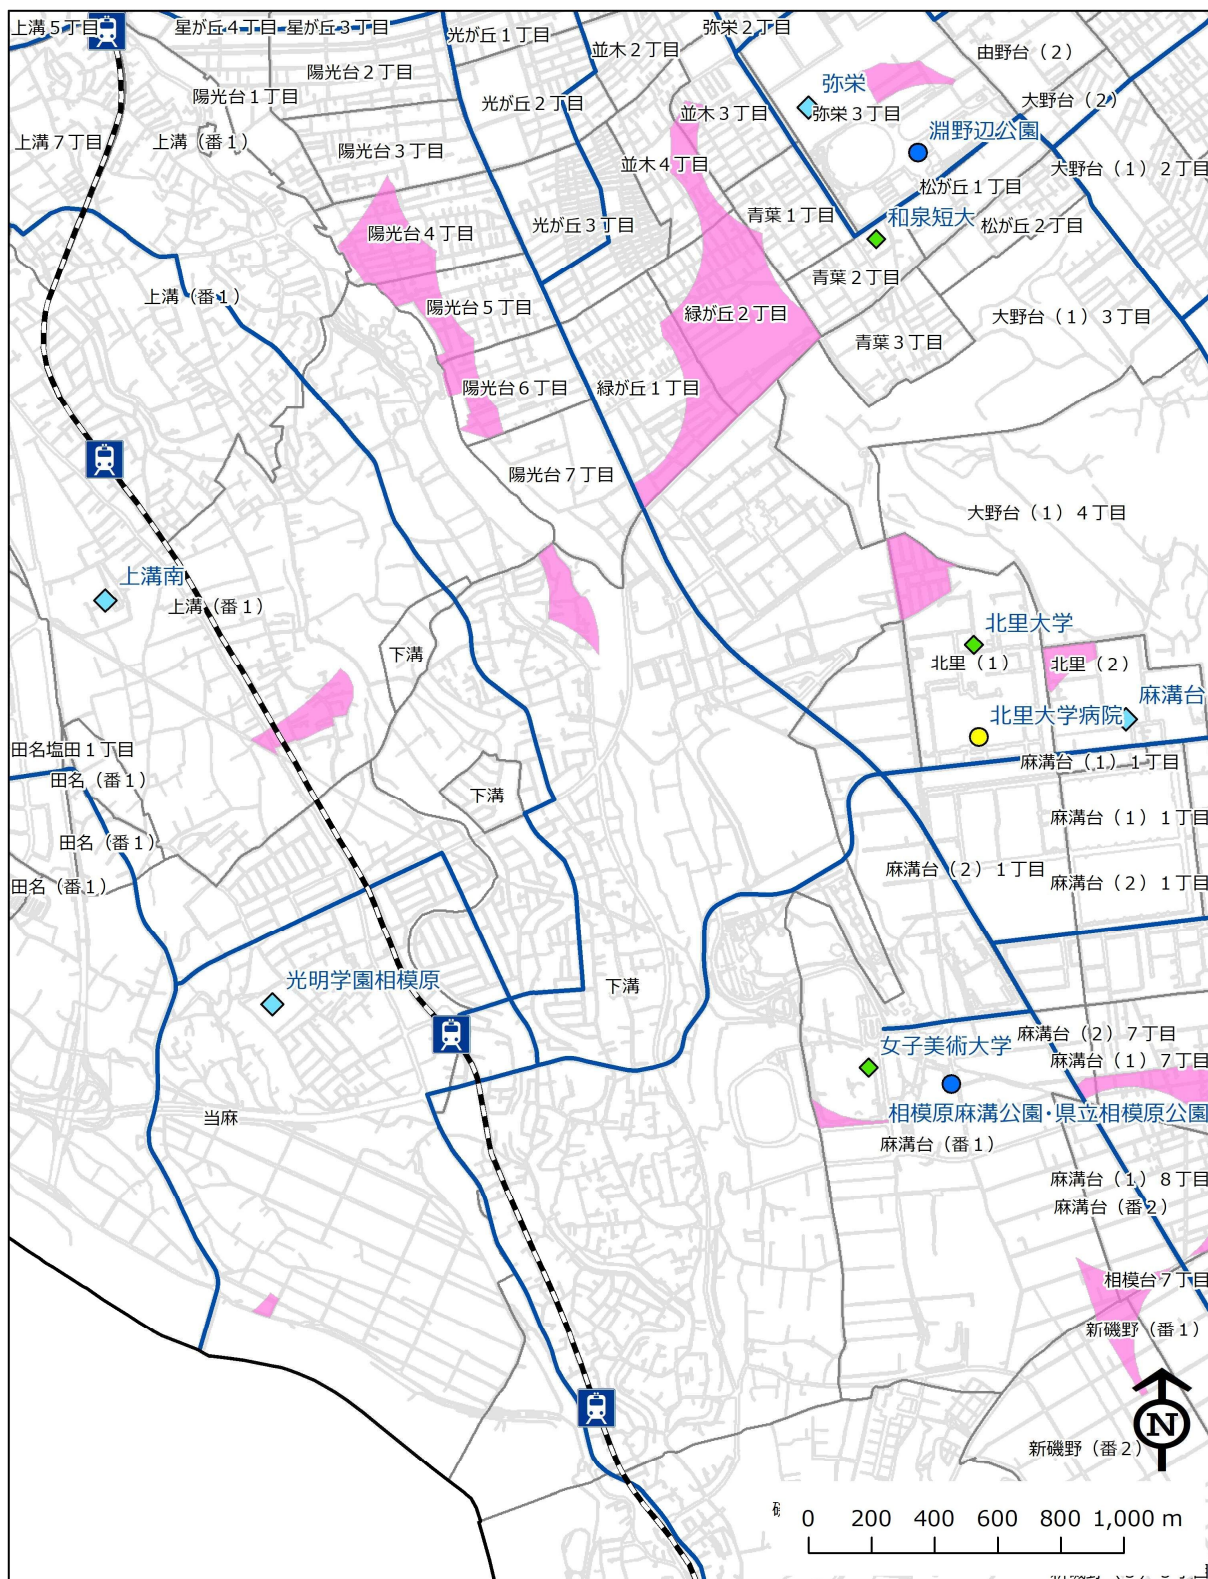 上溝５丁目
星が丘４丁目
星が丘３丁目
光が丘１丁目
並木２丁目
弥栄２丁目
由野台（２）
陽光台２丁目
陽光台１丁目
光が丘２丁目
弥栄
大野台（２）
上溝７丁目
上溝（番１）
並木３丁目
弥栄３丁目
淵野辺公園
陽光台３丁目
並木４丁目
大野台（１）２丁目
松が丘１丁目
青葉１丁目
和泉短大
松が丘２丁目
陽光台４丁目
光が丘３丁目
青葉２丁目
上溝（番１）
陽光台５丁目
緑が丘２丁目
大野台（１）３丁目
青葉３丁目
陽光台６丁目
緑が丘１丁目
陽光台７丁目
大野台（１）４丁目
上溝南
上溝（番１）
北里大学
下溝
北里（１）
北里（２）
麻溝台
北里大学病院
田名塩田１丁目
麻溝台（１）１丁目
田名（番１）
下溝
麻溝台（１）１丁目
田名（番１）
麻溝台（２）１丁目
麻溝台（２）１丁目
田名（番１）
光明学園相模原
下溝
麻溝台（２）７丁目
女子美術大学
麻溝台（１）７丁目
相模原麻溝公園・県立相模原公園
当麻
麻溝台（番１）
麻溝台（１）８丁目
麻溝台（番２）
相模台７丁目
新磯野（番１）
N
新磯野（番２）
0 200 400 600 800 1,000 m